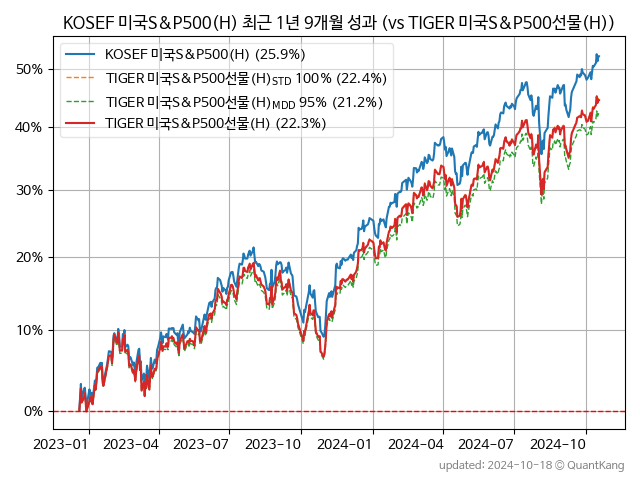 KOSEF 미국S&P500(H) 최근 1년 9개월 성과 (vs TIGER 미국S&P500선물(H))
KOSEF 미국S&P500(H) (25.9%)
TIGER 미국S&P500선물(H)STD 100% (22.4%)
TIGER 미국S&P500선물(H)MDD 95% (21.2%)
TIGER 미국S&P500선물(H) (22.3%)
50%
40%
30%
20%
10%
0%
2023-01 2023-04 2023-07 2023-10 2024-01 2024-04 2024-07 2024-10
updated: 2024-10-18 © QuantKang